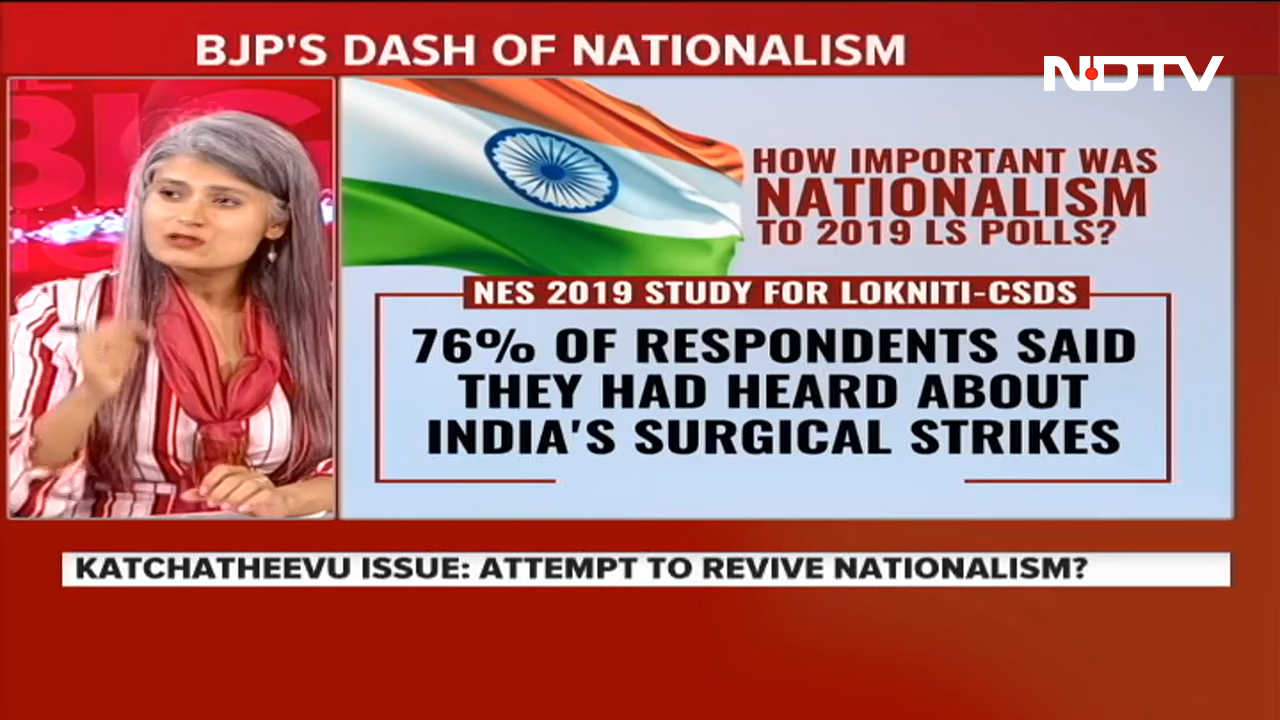 BJP'S DASH OF NATIONALISM
NDTV
BIG
HOW IMPORTANT WAS
NATIONALISM
TO 2019 LS POLLS?
NES 2019 STUDY FOR LOKNITI-CSDS
76% OF RESPONDENTS SAID
THEY HAD HEARD ABOUT
INDIA'S SURGICAL STRIKES
KATCHATHEEVU ISSUE: ATTEMPT TO REVIVE NATIONALISM?